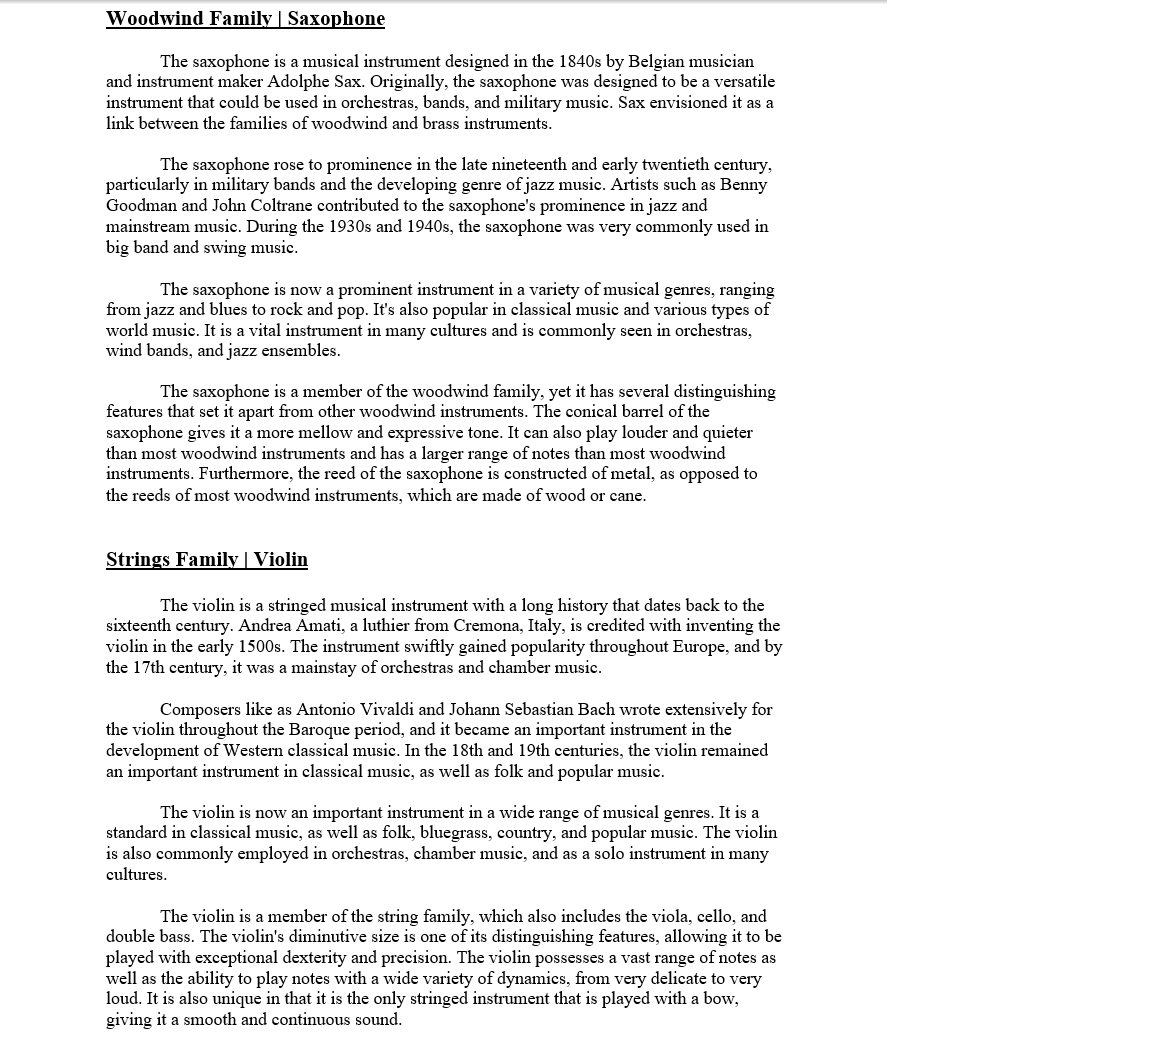 Woodwind Family | Saxophone
The saxophone is a musical instrument designed in the 1840s by Belgian musician
and instrument maker Adolphe Sax. Originally, the saxophone was designed to be a versatile
instrument that could be used in orchestras, bands, and military music. Sax envisioned it as a
link between the families of woodwind and brass instruments.
The saxophone rose to prominence in the late nineteenth and early twentieth century,
particularly in military bands and the developing genre of jazz music. Artists such as Benny
Goodman and John Coltrane contributed to the saxophone's prominence in jazz and
mainstream music. During the 1930s and 1940s, the saxophone was very commonly used in
big band and swing music.
The saxophone is now a prominent instrument in a variety of musical genres, ranging
from jazz and blues to rock and pop. It's also popular in classical music and various types of
world music. It is a vital instrument in many cultures and is commonly seen in orchestras,
wind bands, and jazz ensembles.
The saxophone is a member of the woodwind family, yet it has several distinguishing
features that set it apart from other woodwind instruments. The conical barrel of the
saxophone gives it a more mellow and expressive tone. It can also play louder and quieter
than most woodwind instruments and has a larger range of notes than most woodwind
instruments. Furthermore, the reed of the saxophone is constructed of metal, as opposed to
the reeds of most woodwind instruments, which are made of wood or cane.
Strings Family | Violin
The violin is a stringed musical instrument with a long history that dates back to the
sixteenth century. Andrea Amati, a luthier from Cremona, Italy, is credited with inventing the
violin in the early 1500s. The instrument swiftly gained popularity throughout Europe, and by
the 17th century, it was a mainstay of orchestras and chamber music.
Composers like as Antonio Vivaldi and Johann Sebastian Bach wrote extensively for
the violin throughout the Baroque period, and it became an important instrument in the
development of Western classical music. In the 18th and 19th centuries, the violin remained
an important instrument in classical music, as well as folk and popular music.
The violin is now an important instrument in a wide range of musical genres. It is a
standard in classical music, as well as folk, bluegrass, country, and popular music. The violin
is also commonly employed in orchestras, chamber music, and as a solo instrument in many
cultures.
The violin is a member of the string family, which also includes the viola, cello, and
double bass. The violin's diminutive size is one of its distinguishing features, allowing it to be
played with exceptional dexterity and precision. The violin possesses a vast range of notes as
well as the ability to play notes with a wide variety of dynamics, from very delicate to very
loud. It is also unique in that it is the only stringed instrument that is played with a bow,
giving it a smooth and continuous sound.